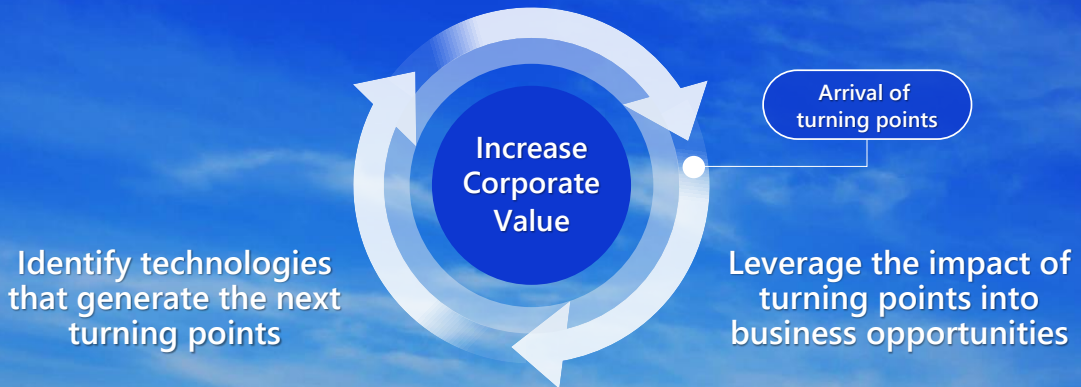 Increase
Corporate
Value
Arrival of
turning points
Identify technologies
that generate the next
turning points
Leverage the impact of
turning points into
business opportunities